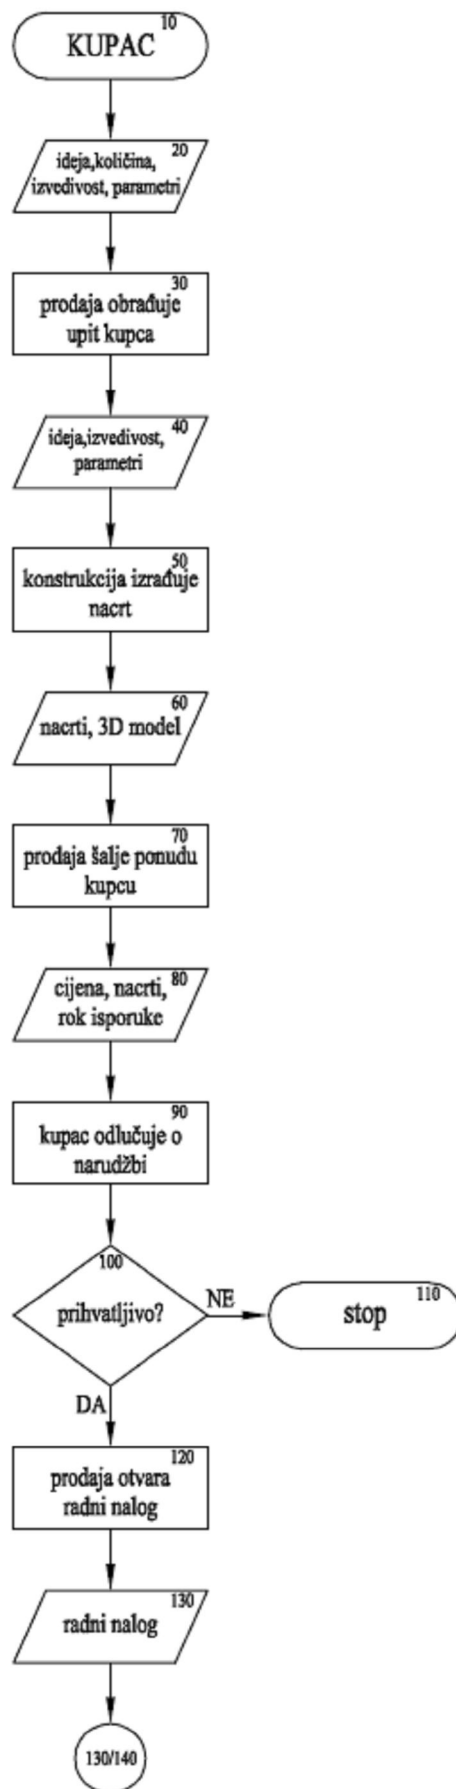 10
KUPAC
20
ideja,količina,
izvedivost, parametri
30
prodaja obrađuje
upit kupca
40
ideja,izvedivost,
parametri
50
konstrukcija izrađuje
nacrt
60
nacrti, 3D model
70
prodaja šalje ponudu
kupcu
80
cijena, nacrti,
rok isporuke
90
kupac odlučuje o
narudžbi
100
prihvatljivo?
NE
110
stop
DA
120
prodaja otvara
radni nalog
130
radni nalog
130/140